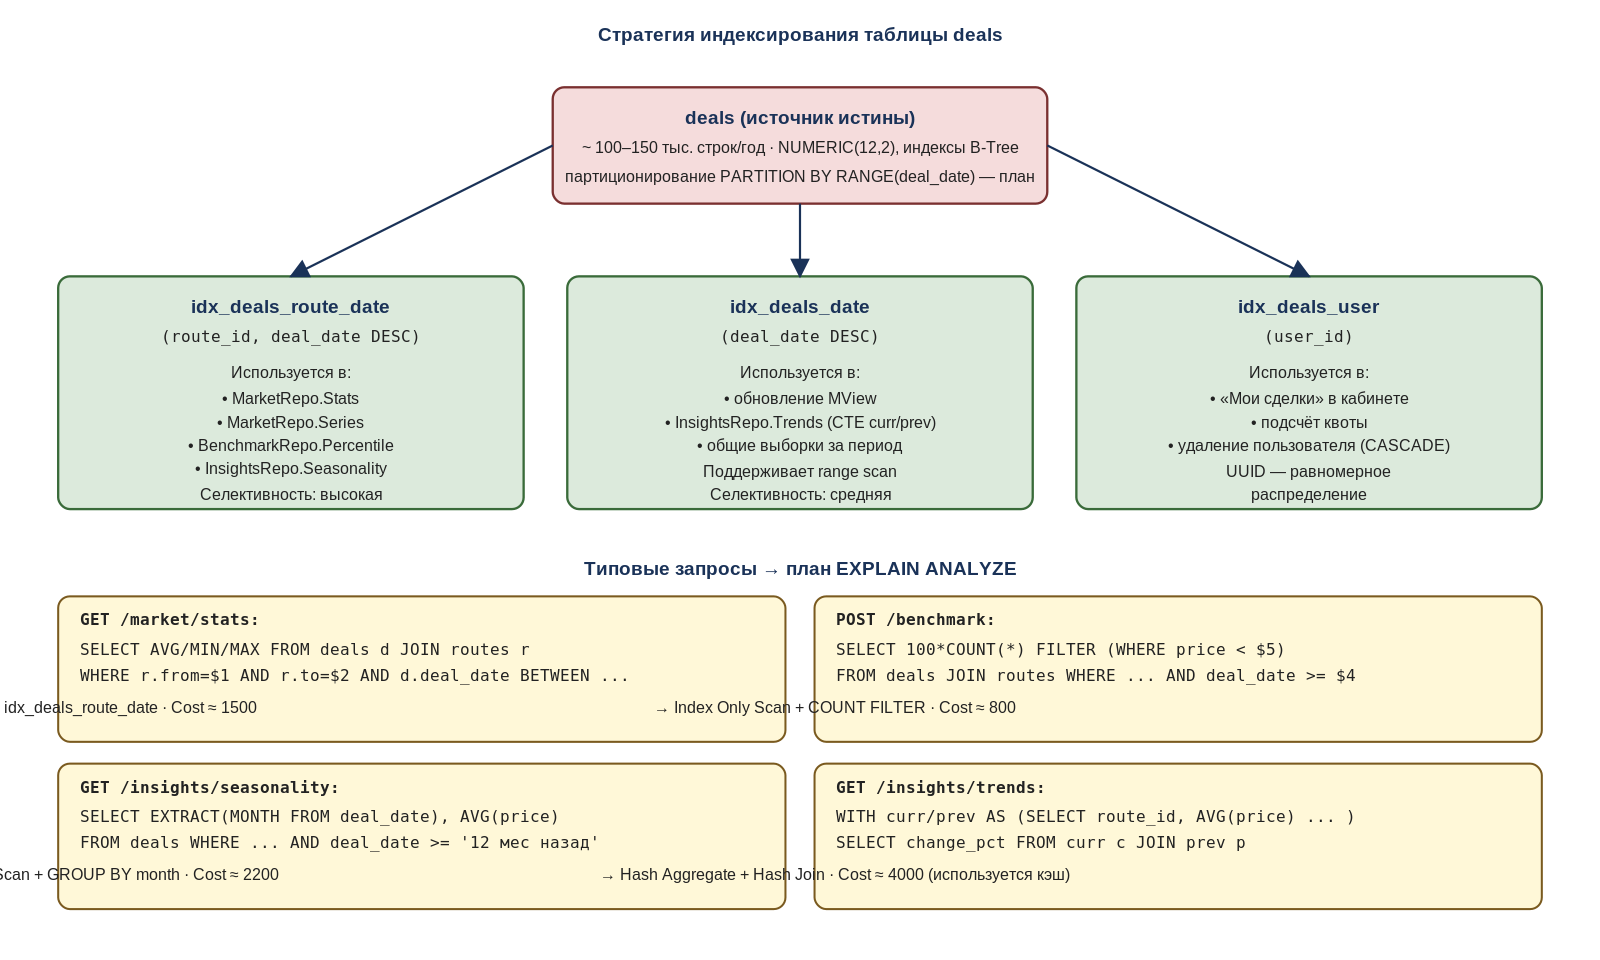 Стратегия индексирования таблицы deals
deals (источник истины)
~ 100–150 тыс. строк/год · NUMERIC(12,2), индексы B-Tree
партиционирование PARTITION BY RANGE(deal_date) — план
idx_deals_route_date
(route_id, deal_date DESC)
Используется в:
• MarketRepo.Stats
• MarketRepo.Series
• BenchmarkRepo.Percentile
• InsightsRepo.Seasonality
Селективность: высокая
idx_deals_date
(deal_date DESC)
Используется в:
• обновление MView
• InsightsRepo.Trends (CTE curr/prev)
• общие выборки за период
Поддерживает range scan
Селективность: средняя
idx_deals_user
(user_id)
Используется в:
• «Мои сделки» в кабинете
• подсчёт квоты
• удаление пользователя (CASCADE)
UUID — равномерное
распределение
Типовые запросы → план EXPLAIN ANALYZE
GET /market/stats:
SELECT AVG/MIN/MAX FROM deals d JOIN routes r
WHERE r.from=$1 AND r.to=$2 AND d.deal_date BETWEEN ...
idx_deals_route_date · Cost ≈ 1500
POST /benchmark:
SELECT 100*COUNT(*) FILTER (WHERE price < $5)
FROM deals JOIN routes WHERE ... AND deal_date >= $4
→ Index Only Scan + COUNT FILTER · Cost ≈ 800
GET /insights/seasonality:
SELECT EXTRACT(MONTH FROM deal_date), AVG(price)
FROM deals WHERE ... AND deal_date >= '12 мес назад'
Scan + GROUP BY month · Cost ≈ 2200
GET /insights/trends:
WITH curr/prev AS (SELECT route_id, AVG(price) ... )
SELECT change_pct FROM curr c JOIN prev p
→ Hash Aggregate + Hash Join · Cost ≈ 4000 (используется кэш)